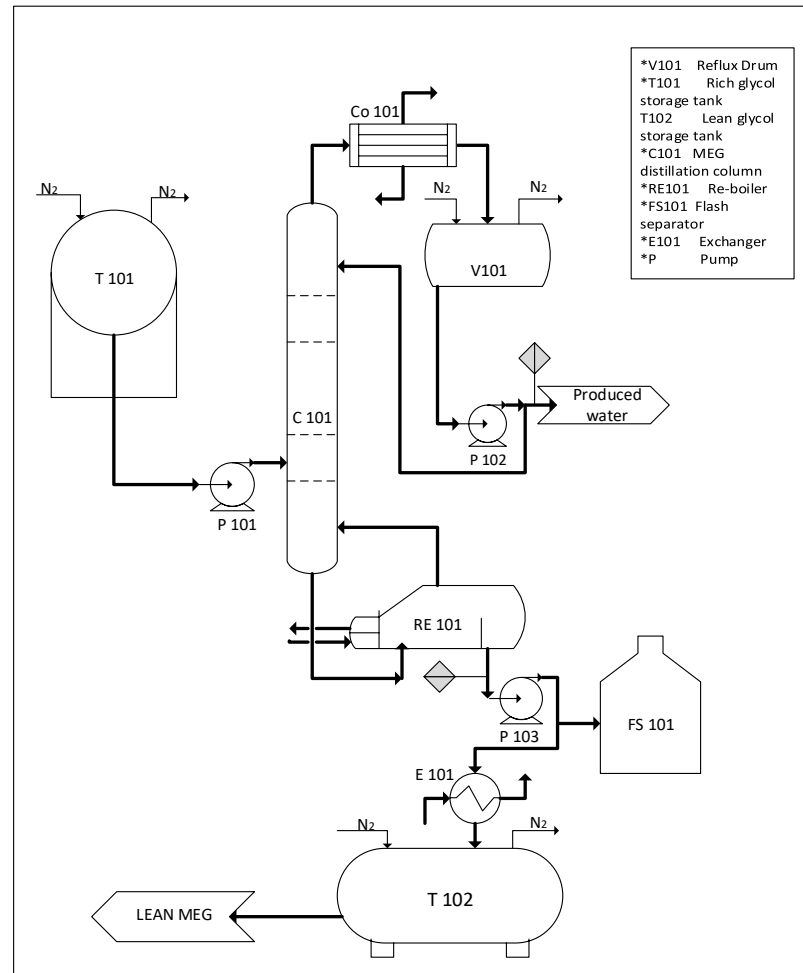 *V101 Reflux Drum
*T101 Rich glycol
storage tank
T102 Lean glycol
storage tank
*C101 MEG
distillation column
*RE101 Re-boiler
*FS101 Flash
separator
*E101 Exchanger
*P Pump
Co 101
N2
N2
N2
N2
T 101
V101
Produced
water
C 101
P 102
P 101
RE 101
FS 101
P 103
E 101
N2
N2
T 102
LEAN MEG